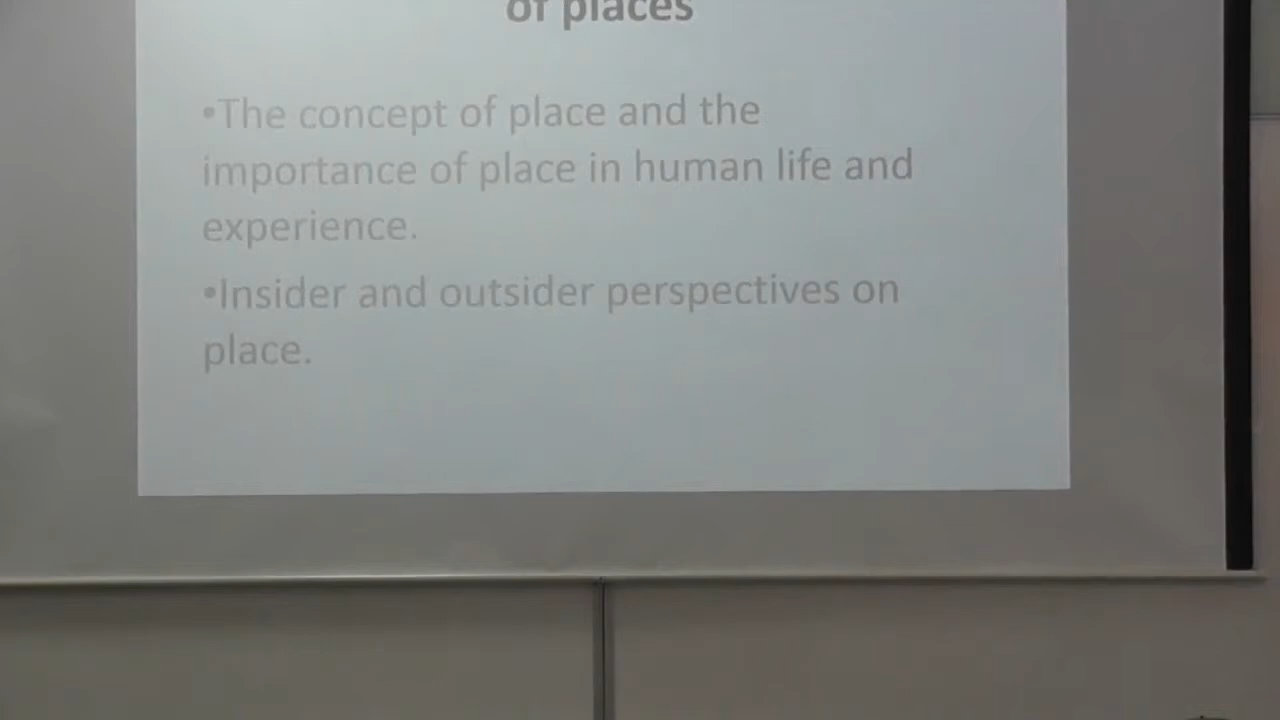 of places
•The concept of place and the
importance of place in human life and
experience.
•Insider and outsider perspectives on
place.